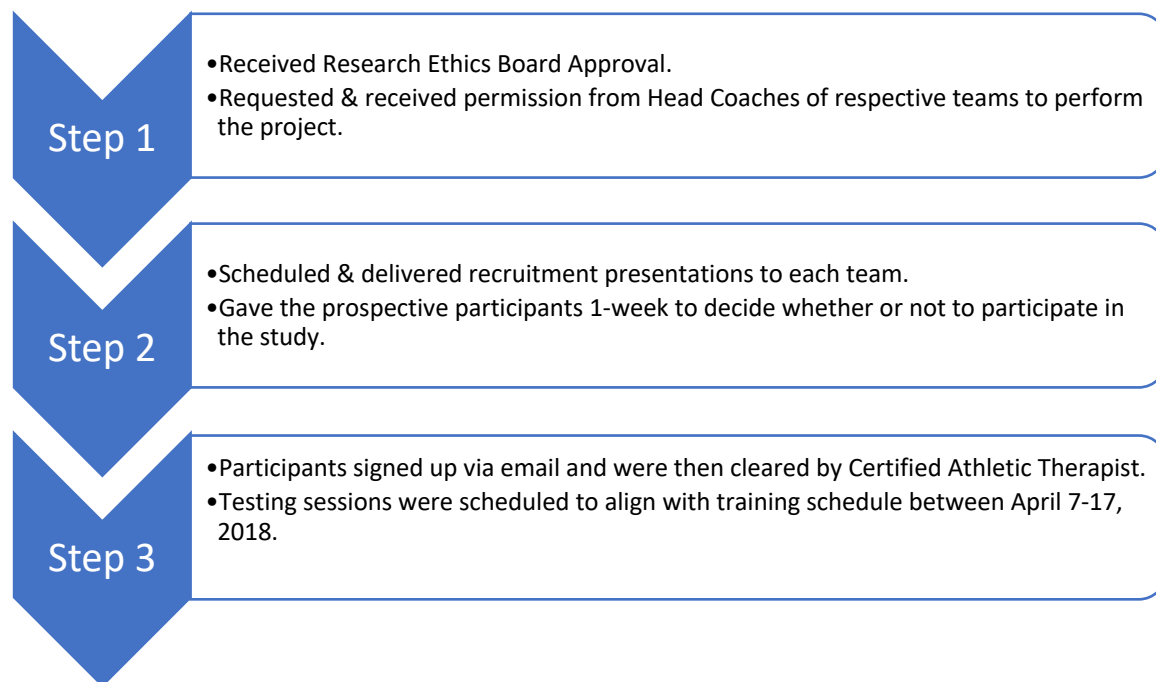 Step 1
•Received Research Ethics Board Approval.
•Requested & received permission from Head Coaches of respective teams to perform
the project.
Step 2
•Scheduled & delivered recruitment presentations to each team.
•Gave the prospective participants 1-week to decide whether or not to participate in
the study.
Step 3
•Participants signed up via email and were then cleared by Certified Athletic Therapist.
•Testing sessions were scheduled to align with training schedule between April 7-17,
2018.